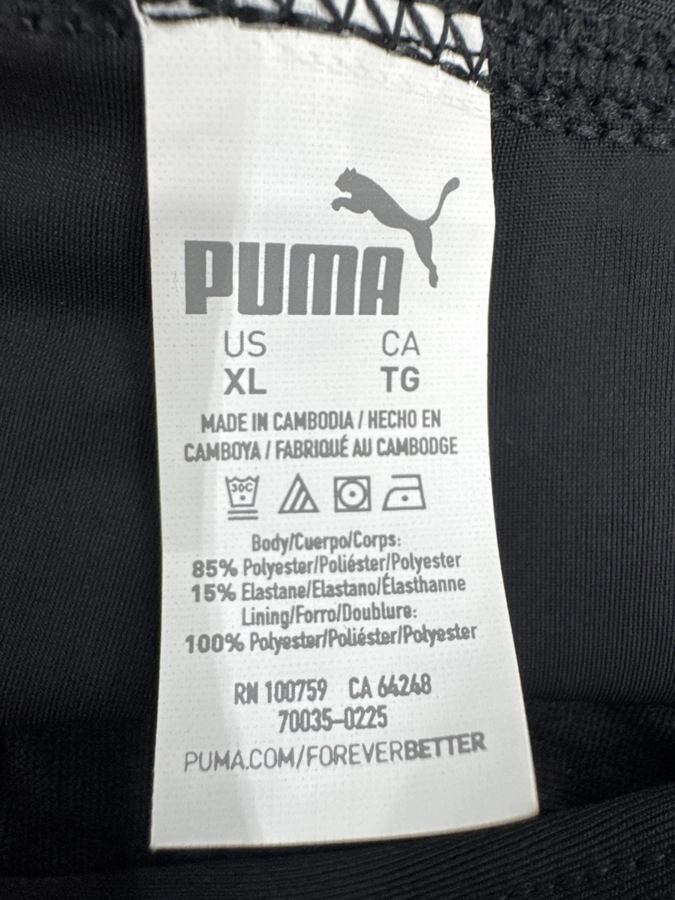 PUMA
US CA
XL TG
MADE IN CAMBODIA / HECHO EN
CAMBOYA / FABRIQUÉ AU CAMBODGE
30C
Body/Cuerpo/Corps:
85% Polyester/Poliéster/Polyester
15% Elastane/Elastano/Élasthanne
Lining/Forro/Doublure:
100% Polyester/Poliéster/Polyester
RN 100759 CA 64248
70035-0225
PUMA.COM/FOREVERBETTER